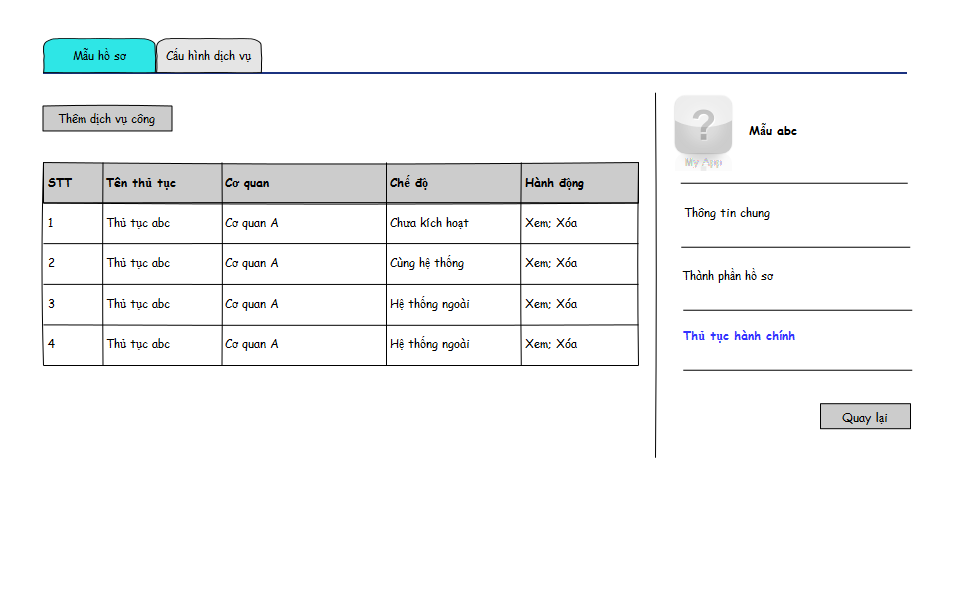 Mẫu hồ sơ Cấu hình dịch vụ
Thêm dịch vụ công
STT Tên thủ tục Cơ quan Chế độ Hành động
1 Thủ tục abc Cơ quan A Chưa kích hoạt Xem; Xóa
2 Thủ tục abc Cơ quan A Cùng hệ thống Xem; Xóa
3 Thủ tục abc Cơ quan A Hệ thống ngoài Xem; Xóa
4 Thủ tục abc Cơ quan A Hệ thống ngoài Xem; Xóa
?
My App
Mẫu abc
Thông tin chung
Thành phần hồ sơ
Thủ tục hành chính
Quay lại